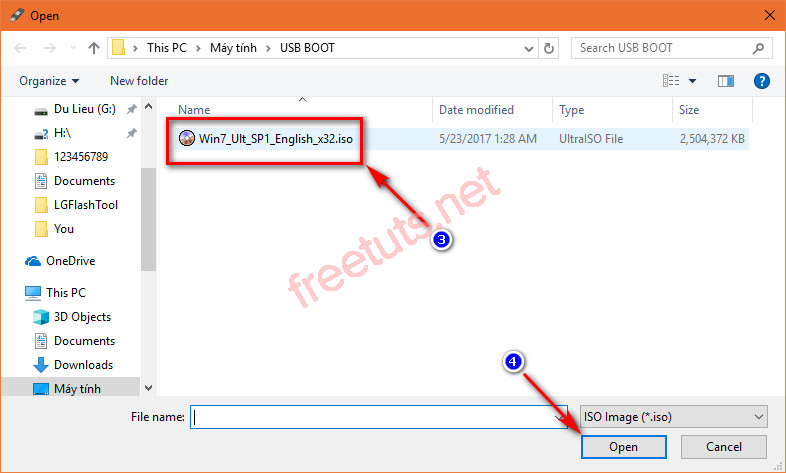 Open
This PC > Máy tính > USB BOOT
Search USB BOOT
Organize
New folder
Name
Date modified
Type
Size
Win7_Ult_SP1_English_x32.iso
5/23/2017 1:28 AM
UltraISO File
2,504,372 KB
Du Lieu (G:)
H:\
123456789
Documents
LGFlashTool
You
OneDrive
This PC
3D Objects
Documents
Downloads
Máy tính
3
freetuts.net
4
File name:
ISO Image (*.iso)
Open
Cancel